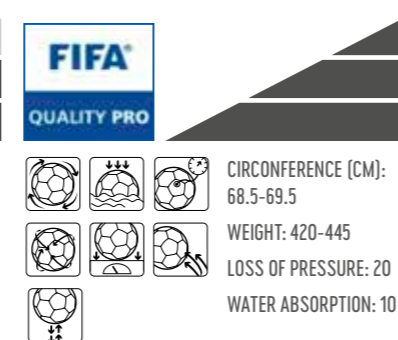 FIFA®
QUALITY PRO
CIRCONFERENCE (CM):
68.5-69.5
WEIGHT: 420-445
LOSS OF PRESSURE: 20
WATER ABSORPTION: 10